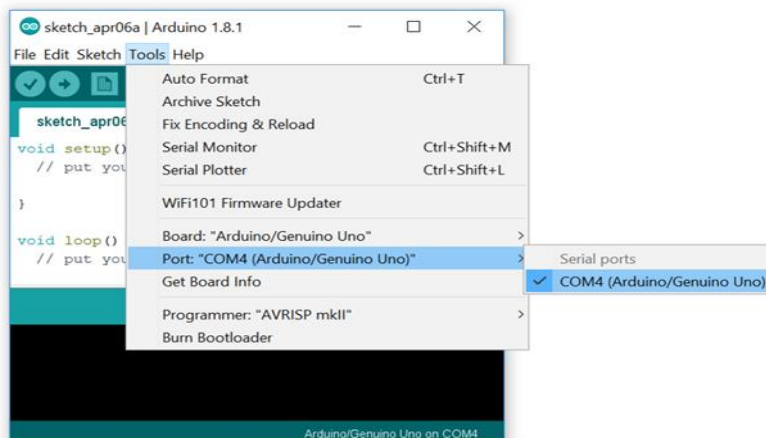 sketch_apr06a | Arduino 1.8.1
File Edit Sketch Tools Help
Auto Format Ctrl+T
Archive Sketch
Fix Encoding & Reload
Serial Monitor Ctrl+Shift+M
Serial Plotter Ctrl+Shift+L
WiFi101 Firmware Updater
Board: "Arduino/Genuino Uno"
Port: "COM4 (Arduino/Genuino Uno)"
Get Board Info
Programmer: "AVRISP mkII"
Burn Bootloader
Serial ports
COM4 (Arduino/Genuino Uno)
sketch_apr06
void setup()
// put you
}
void loop()
// put you
Arduino/Genuino Uno on COM4